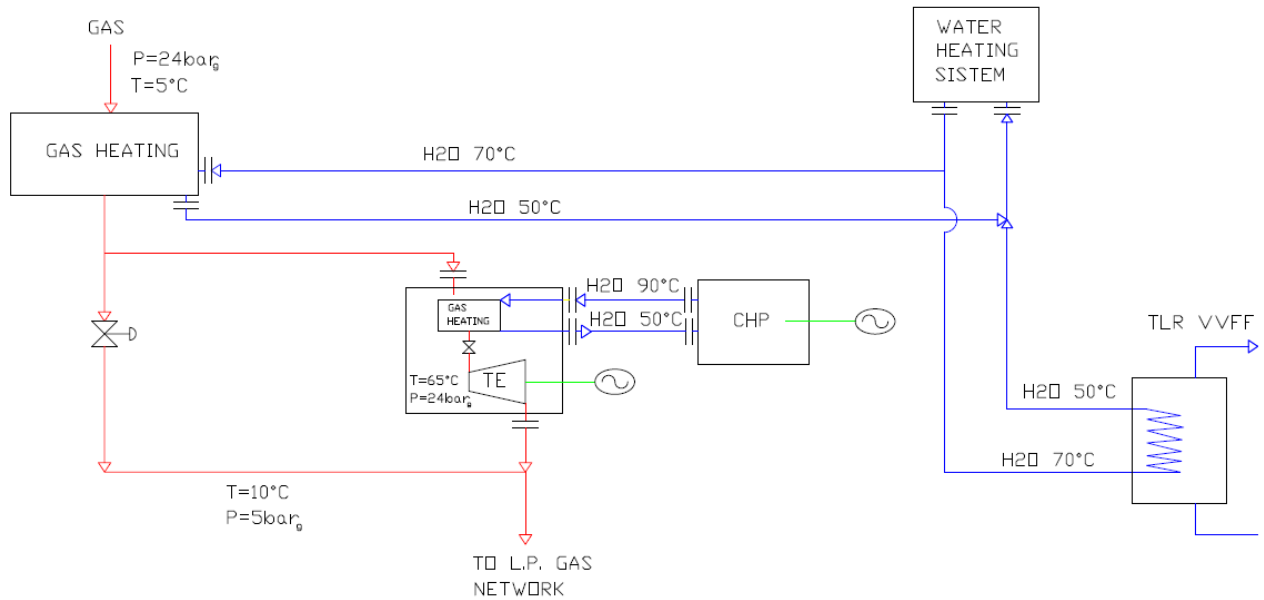 GAS
P=24barg
T=5°C
WATER
HEATING
SISTEM
GAS HEATING
H2O 70°C
H2O 50°C
H2O 90°C
GAS
HEATING
H2O 50°C
CHP
TLR VVFF
T=65°C
P=24barg
TE
H2O 50°C
H2O 70°C
T=10°C
P=5barg
TO L.P. GAS
NETWORK